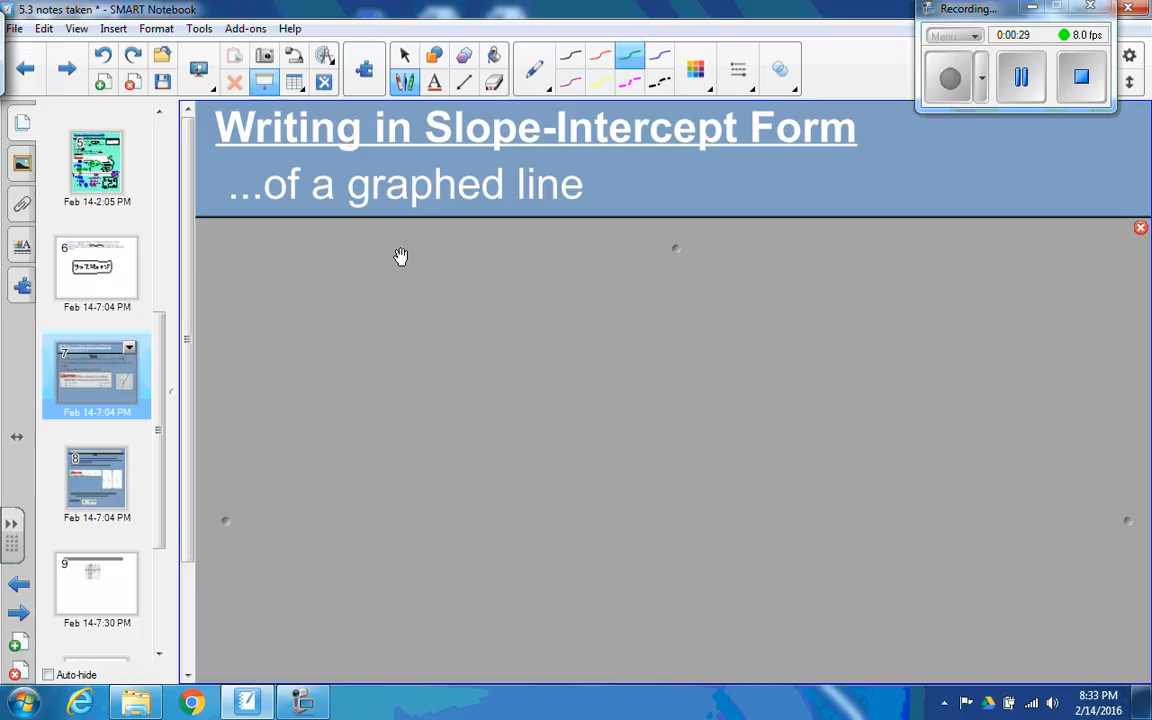 5.3 notes taken * - SMART Notebook
Recording...
File Edit View Insert Format Tools Add-ons Help
Menu 0:00:29 8.0 fps
Writing in Slope-Intercept Form
...of a graphed line
5
Feb 14-2:05 PM
6
Feb 14-7:04 PM
7
Feb 14-7:04 PM
8
Feb 14-7:04 PM
9
Feb 14-7:30 PM
Auto-hide
8:33 PM
2/14/2016